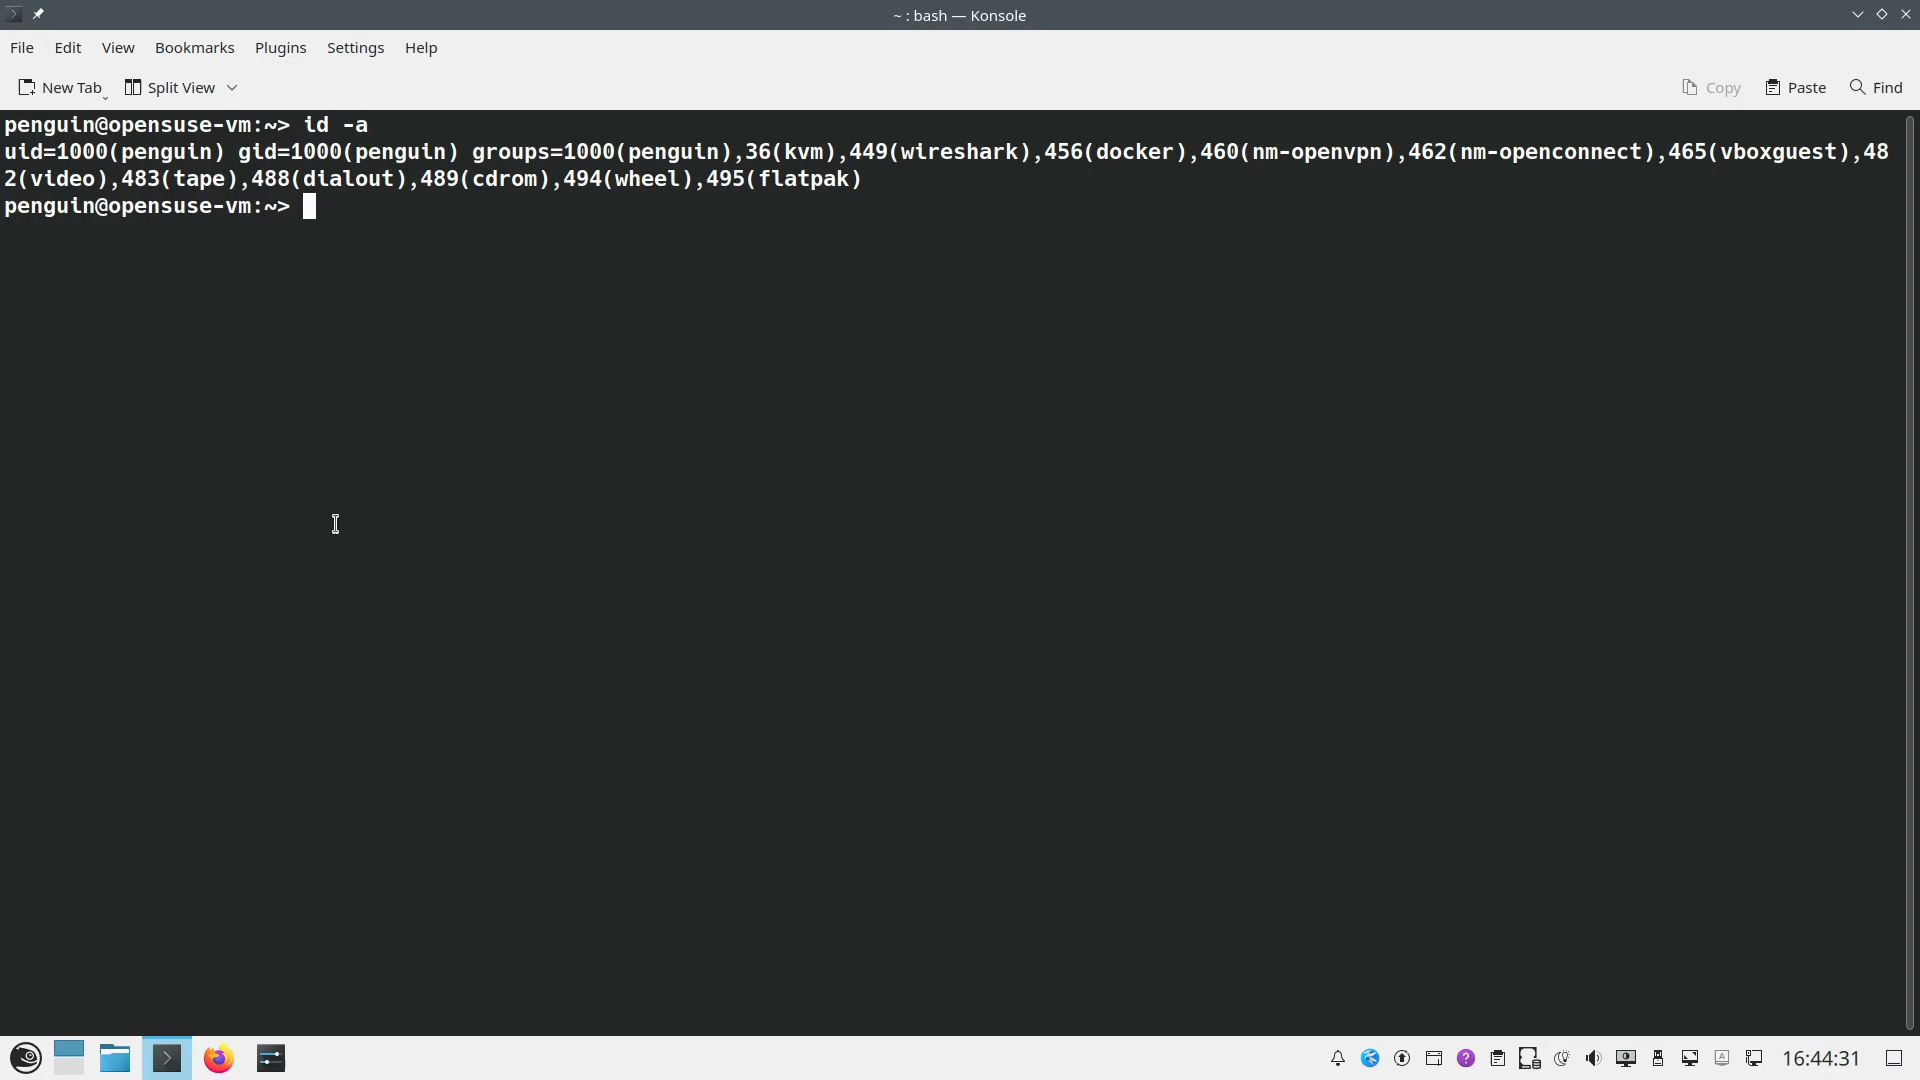 ~ : bash — Konsole
File Edit View Bookmarks Plugins Settings Help
New Tab Split View Copy Paste Find
penguin@opensuse-vm:~> id -a
uid=1000(penguin) gid=1000(penguin) groups=1000(penguin),36(kvm),449(wireshark),456(docker),460(nm-openvpn),462(nm-openconnect),465(vboxguest),48
2(video),483(tape),488(dialout),489(cdrom),494(wheel),495(flatpak)
penguin@opensuse-vm:~>
16:44:31